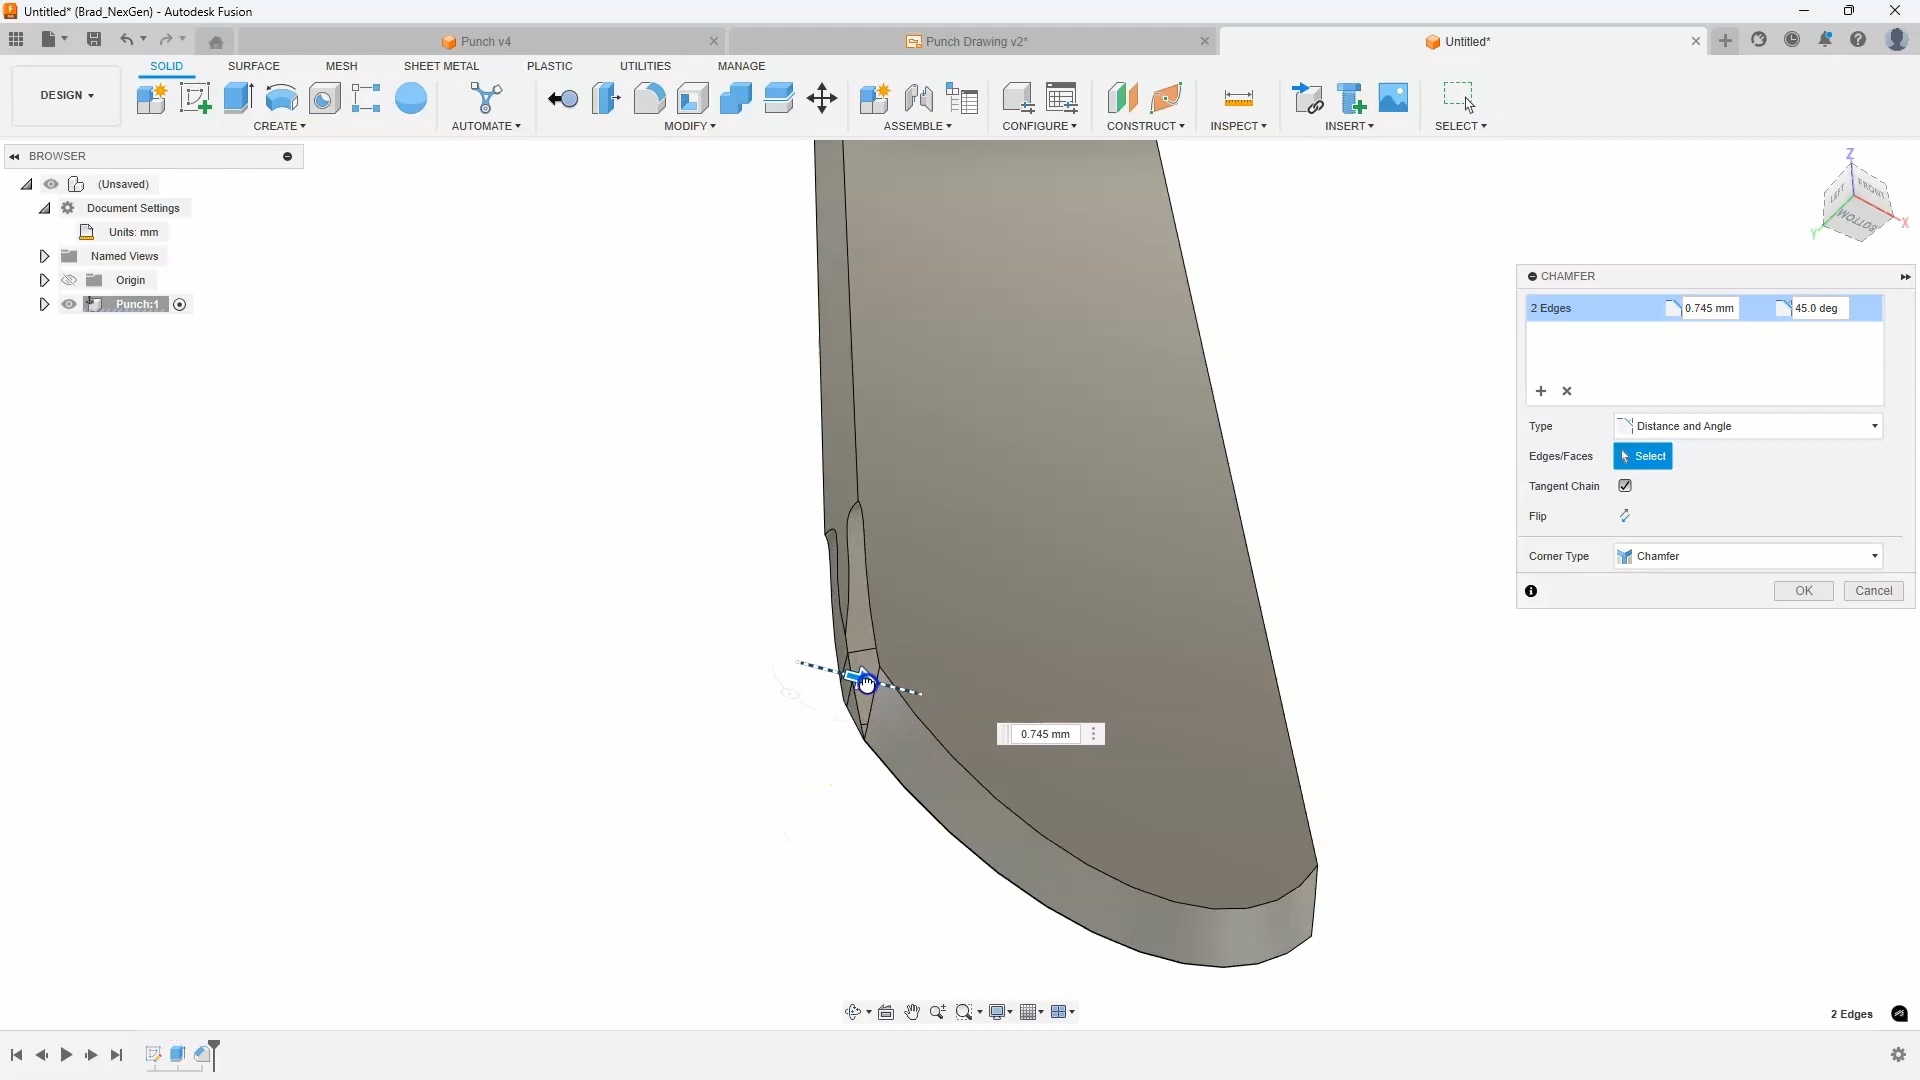 Untitled* (Brad_NexGen) - Autodesk Fusion
Punch v4
Punch Drawing v2*
Untitled*
SOLID SURFACE MESH SHEET METAL PLASTIC UTILITIES MANAGE
DESIGN
CREATE AUTOMATE MODIFY ASSEMBLE CONFIGURE CONSTRUCT INSPECT INSERT SELECT
BROWSER
(Unsaved)
Document Settings
Units: mm
Named Views
Origin
Punch:1
Z
LEFT
FRONT
BOTTOM
X
Y
CHAMFER
2 Edges 0.745 mm 45.0 deg
Type Distance and Angle
Edges/Faces Select
Tangent Chain
Flip
Corner Type Chamfer
OK Cancel
0.745 mm
2 Edges